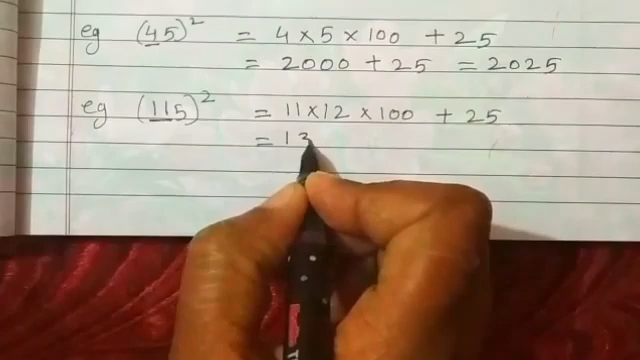 eg (45)² = 4 × 5 × 100 + 25
= 2000 + 25 = 2025
eg (115)² = 11 × 12 × 100 + 25
= 13